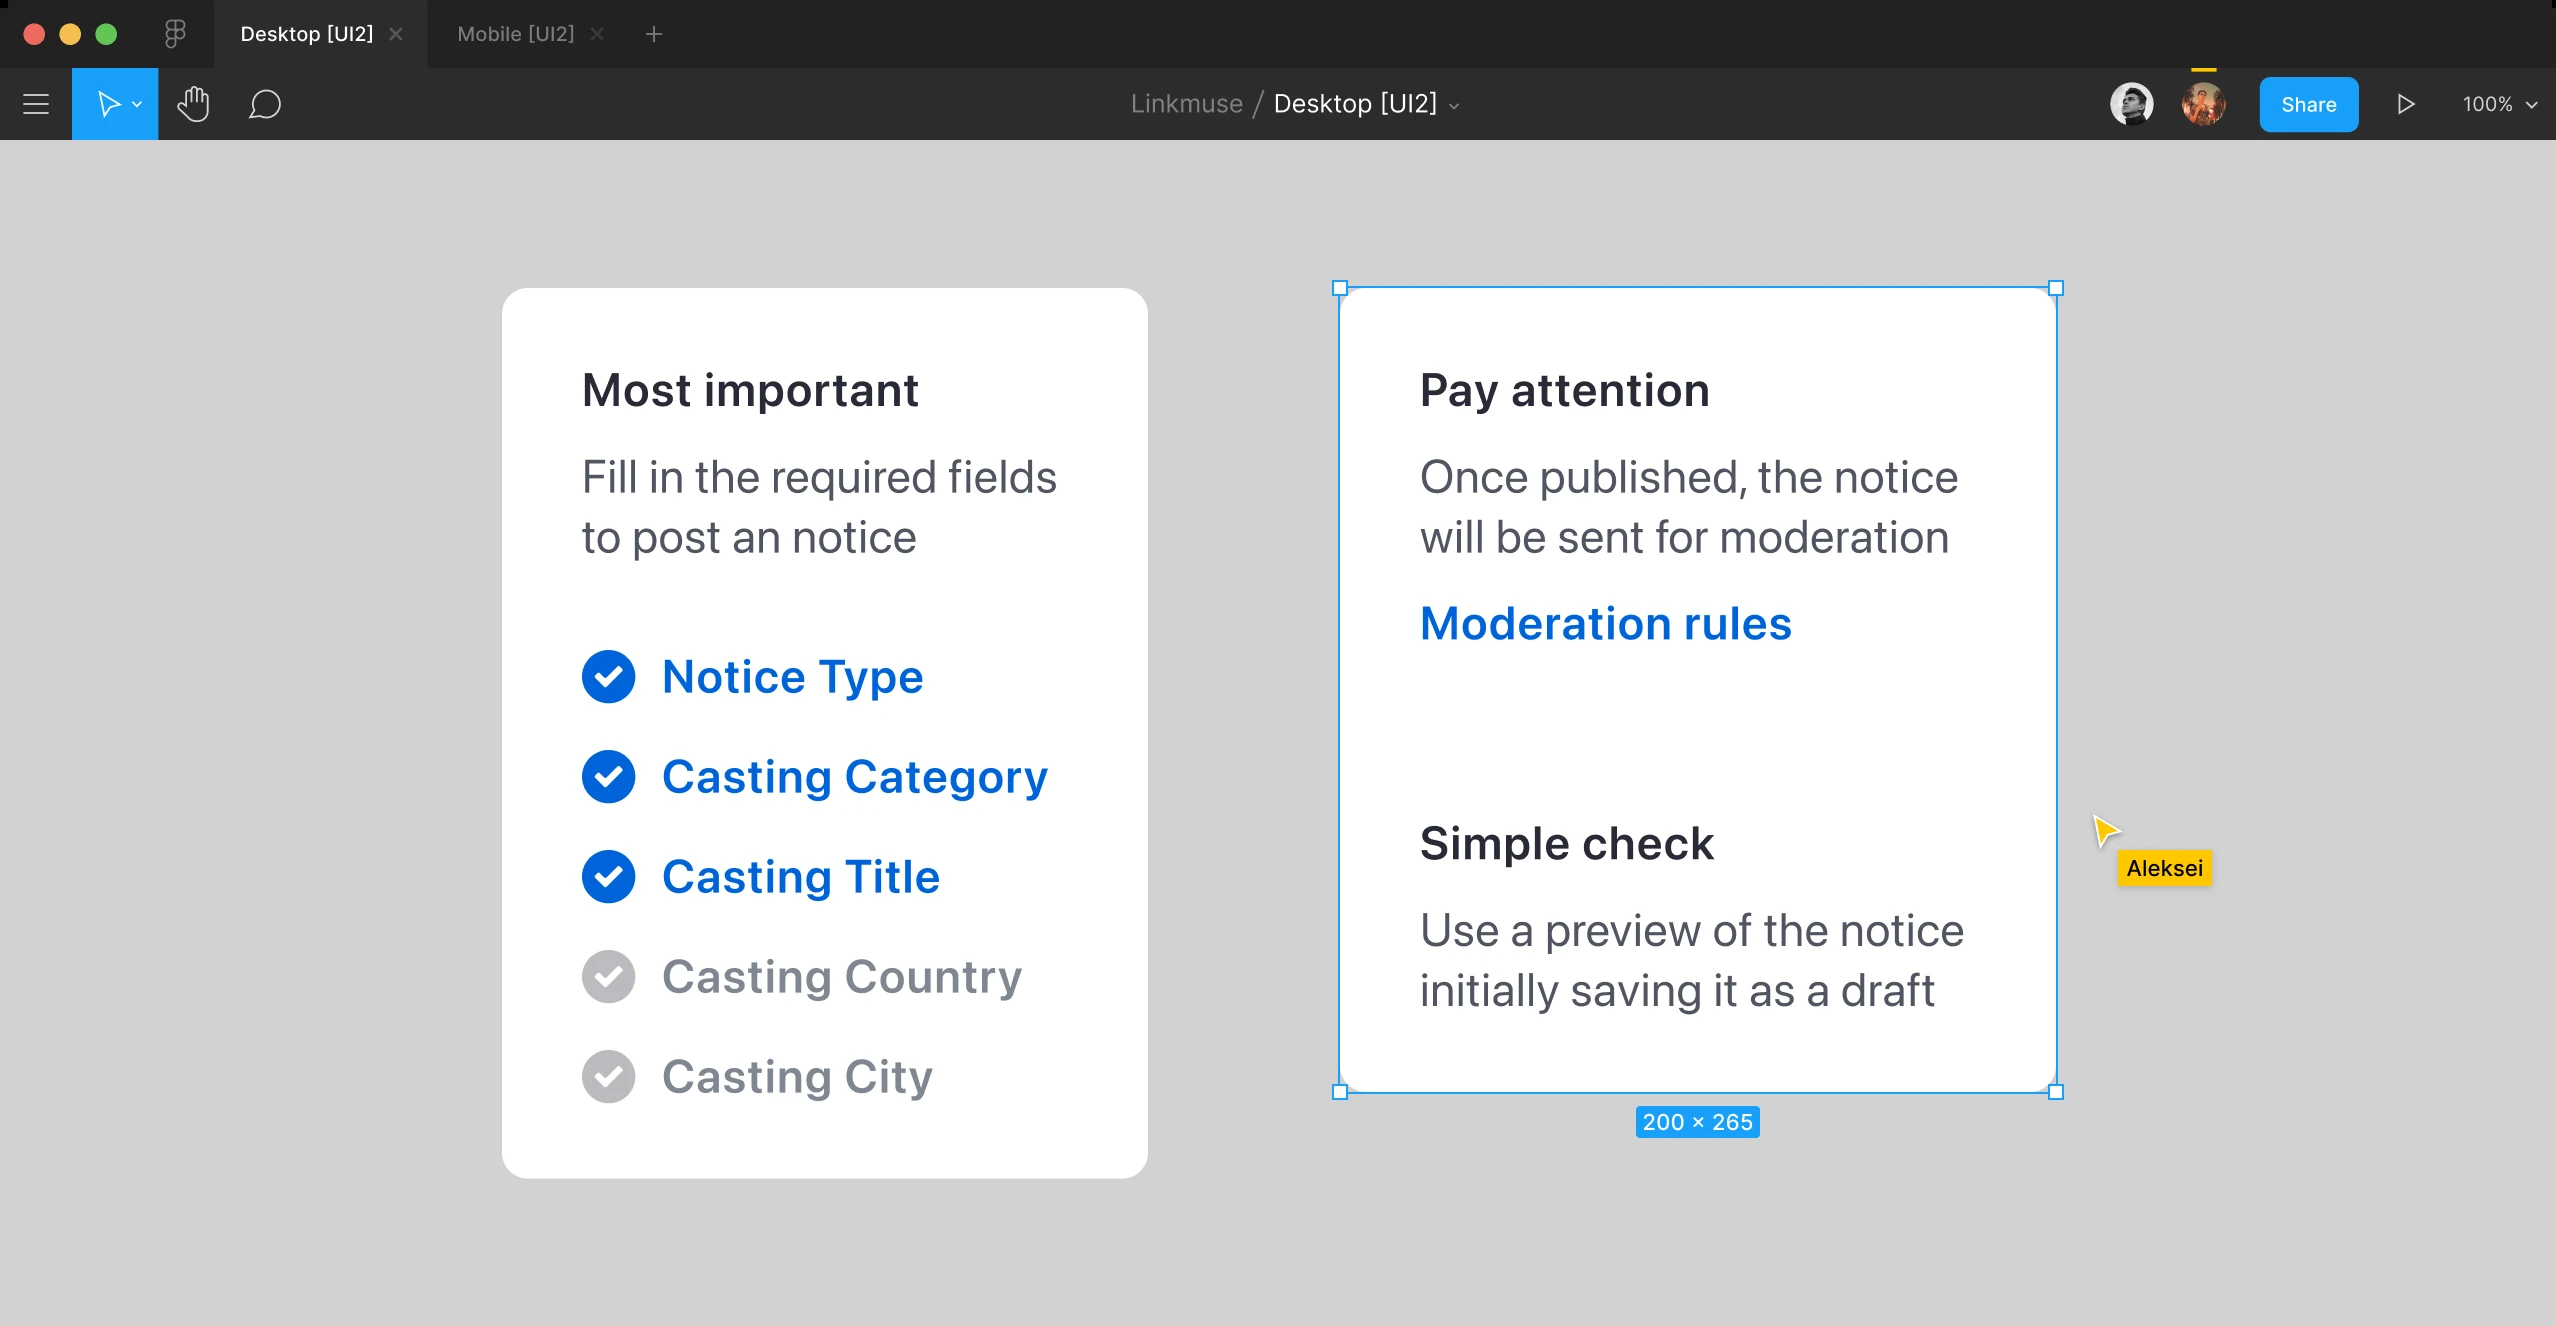 Desktop [UI2]
Mobile [UI2]
Linkmuse / Desktop [UI2]
Share
100%
Most important
Fill in the required fields
to post an notice
Notice Type
Casting Category
Casting Title
Casting Country
Casting City
Pay attention
Once published, the notice
will be sent for moderation
Moderation rules
Simple check
Use a preview of the notice
initially saving it as a draft
Aleksei
200 × 265